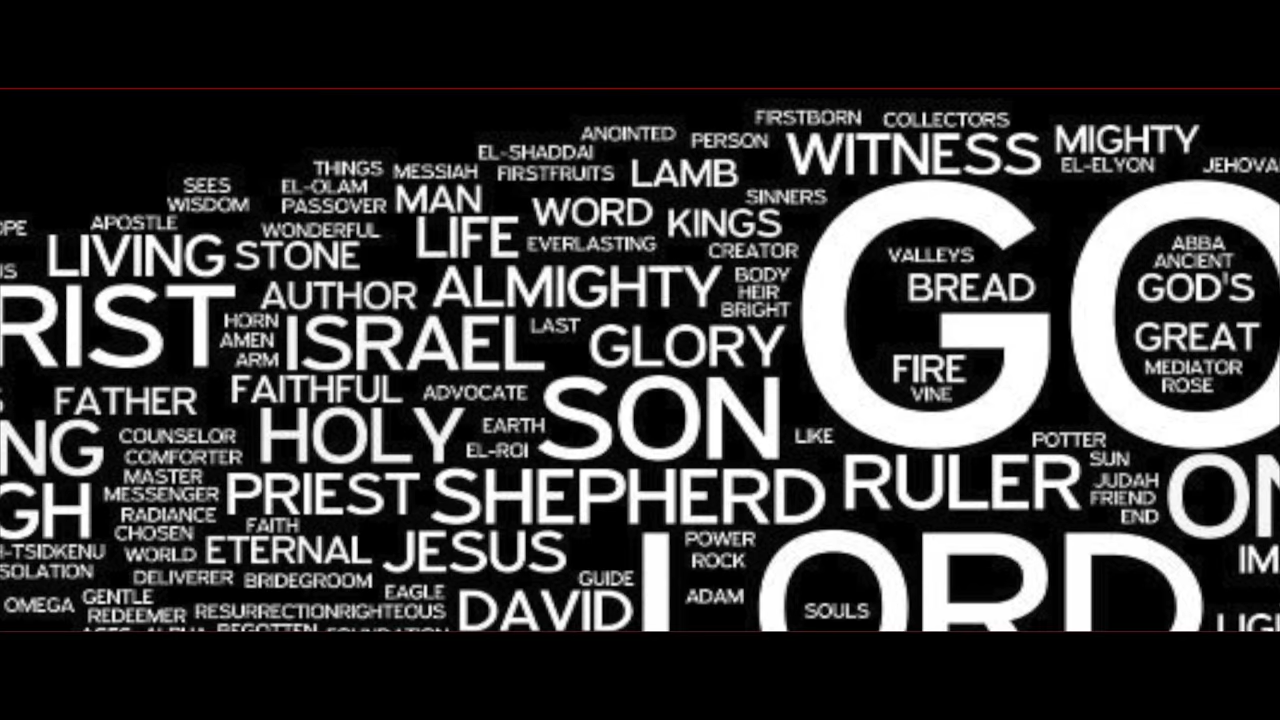 FIRSTBORN COLLECTORS
ANOINTED PERSON WITNESS MIGHTY
EL-SHADDAI EL-ELYON
THINGS MESSIAH FIRSTFRUITS LAMB
SEES EL-OLAM SINNERS
WISDOM PASSOVER MAN WORD KINGS
APOSTLE WONDERFUL LIFE EVERLASTING CREATOR GO
LIVING STONE VALLEYS ABBA
ANCIENT
AUTHOR ALMIGHTY BODY BREAD GOD'S
HEIR
RIST HORN ISRAEL LAST GLORY BRIGHT
AMEN GREAT
ARM FIRE MEDIATOR
FATHER FAITHFUL ADVOCATE SON VINE ROSE
COUNSELOR HOLY EARTH LIKE POTTER
NG COMFORTER EL-ROI SUN
MASTER PRIEST SHEPHERD RULER JUDAH
GH MESSENGER FRIEND
RADIANCE FAITH END
CHOSEN
WORLD ETERNAL JESUS POWER LORD
DELIVERER BRIDEGROOM GUIDE ROCK
OMEGA GENTLE EAGLE ADAM
REDEEMER RESURRECTION RIGHTEOUS DAVID SOULS
BEGOTTEN